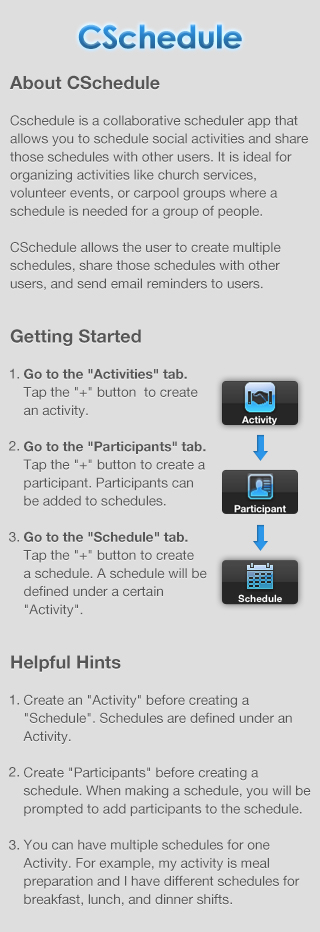 CSchedule
About CSchedule
Cschedule is a collaborative scheduler app that
allows you to schedule social activities and share
those schedules with other users. It is ideal for
organizing activities like church services,
volunteer events, or carpool groups where a
schedule is needed for a group of people.
CSchedule allows the user to create multiple
schedules, share those schedules with other
users, and send email reminders to users.
Getting Started
1. Go to the "Activities" tab.
Tap the "+" button to create
an activity.
Activity
2. Go to the "Participants" tab.
Tap the "+" button to create a
participant. Participants can
be added to schedules.
Participant
3. Go to the "Schedule" tab.
Tap the "+" button to create
a schedule. A schedule will be
defined under a certain
"Activity".
Schedule
Helpful Hints
1. Create an "Activity" before creating a
"Schedule". Schedules are defined under an
Activity.
2. Create "Participants" before creating a
schedule. When making a schedule, you will be
prompted to add participants to the schedule.
3. You can have multiple schedules for one
Activity. For example, my activity is meal
preparation and I have different schedules for
breakfast, lunch, and dinner shifts.